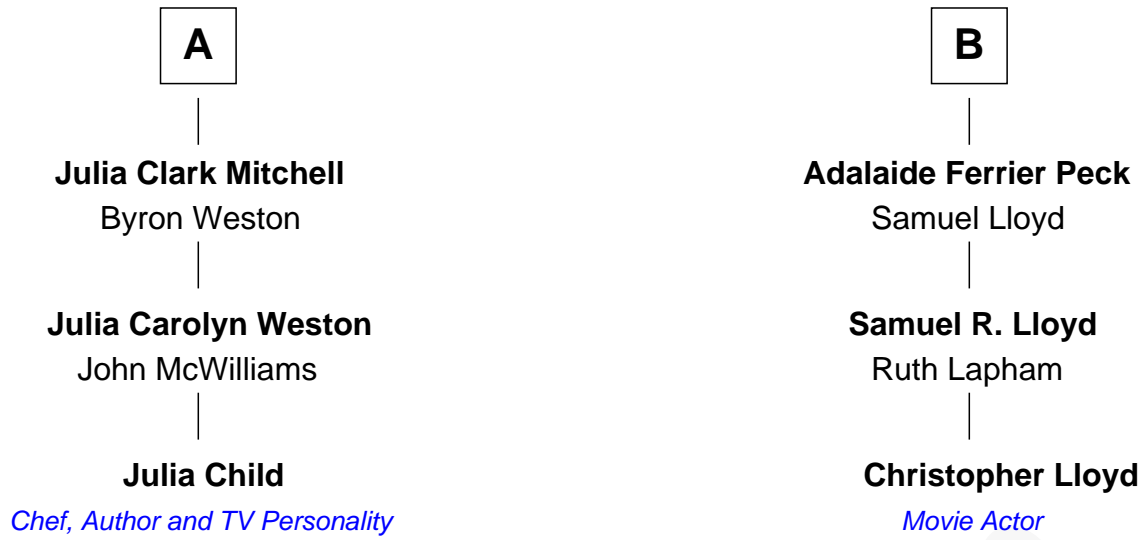 A
Julia Clark Mitchell
Byron Weston
Julia Carolyn Weston
John McWilliams
Julia Child
Chef, Author and TV Personality
B
Adalaide Ferrier Peck
Samuel Lloyd
Samuel R. Lloyd
Ruth Lapham
Christopher Lloyd
Movie Actor